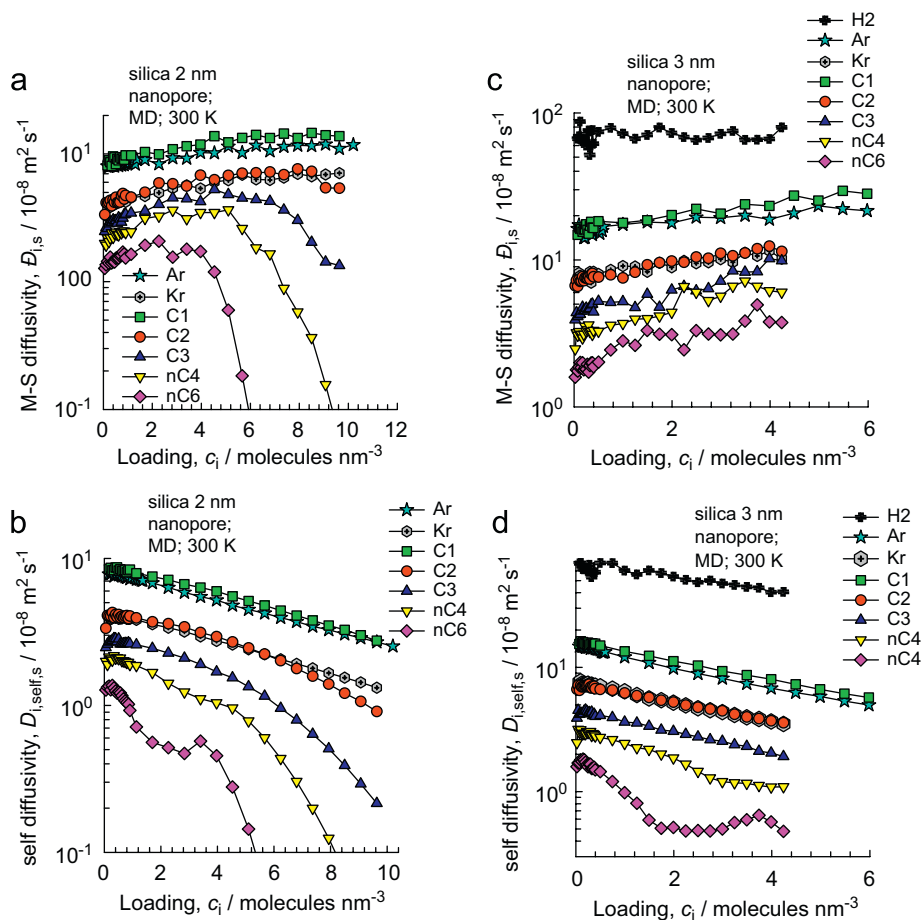 a
silica 2 nm
nanopore;
MD; 300 K
M-S diffusivity, Đi,s / 10-8 m2 s-1
101
100
10-1
Ar
Kr
C1
C2
C3
nC4
nC6
0 2 4 6 8 10 12
Loading, ci / molecules nm-3
c
silica 3 nm
nanopore;
MD; 300 K
H2
Ar
Kr
C1
C2
C3
nC4
nC6
M-S diffusivity, Đi,s / 10-8 m2 s-1
102
101
100
0 2 4 6
Loading, ci / molecules nm-3
b
silica 2 nm
nanopore;
MD; 300 K
Ar
Kr
C1
C2
C3
nC4
nC6
self diffusivity, Di,self,s / 10-8 m2 s-1
101
100
10-1
0 2 4 6 8 10
Loading, ci / molecules nm-3
d
silica 3 nm
nanopore;
MD; 300 K
H2
Ar
Kr
C1
C2
C3
nC4
nC4
self diffusivity, Di,self,s / 10-8 m2 s-1
101
100
0 2 4 6
Loading, ci / molecules nm-3